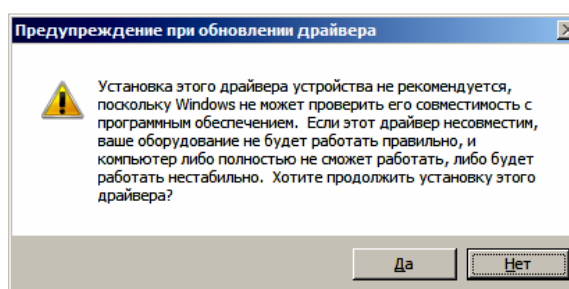 Предупреждение при обновлении драйвера
Установка этого драйвера устройства не рекомендуется,
поскольку Windows не может проверить его совместимость с
программным обеспечением. Если этот драйвер несовместим,
ваше оборудование не будет работать правильно, и
компьютер либо полностью не сможет работать, либо будет
работать нестабильно. Хотите продолжить установку этого
драйвера?
Да
Нет